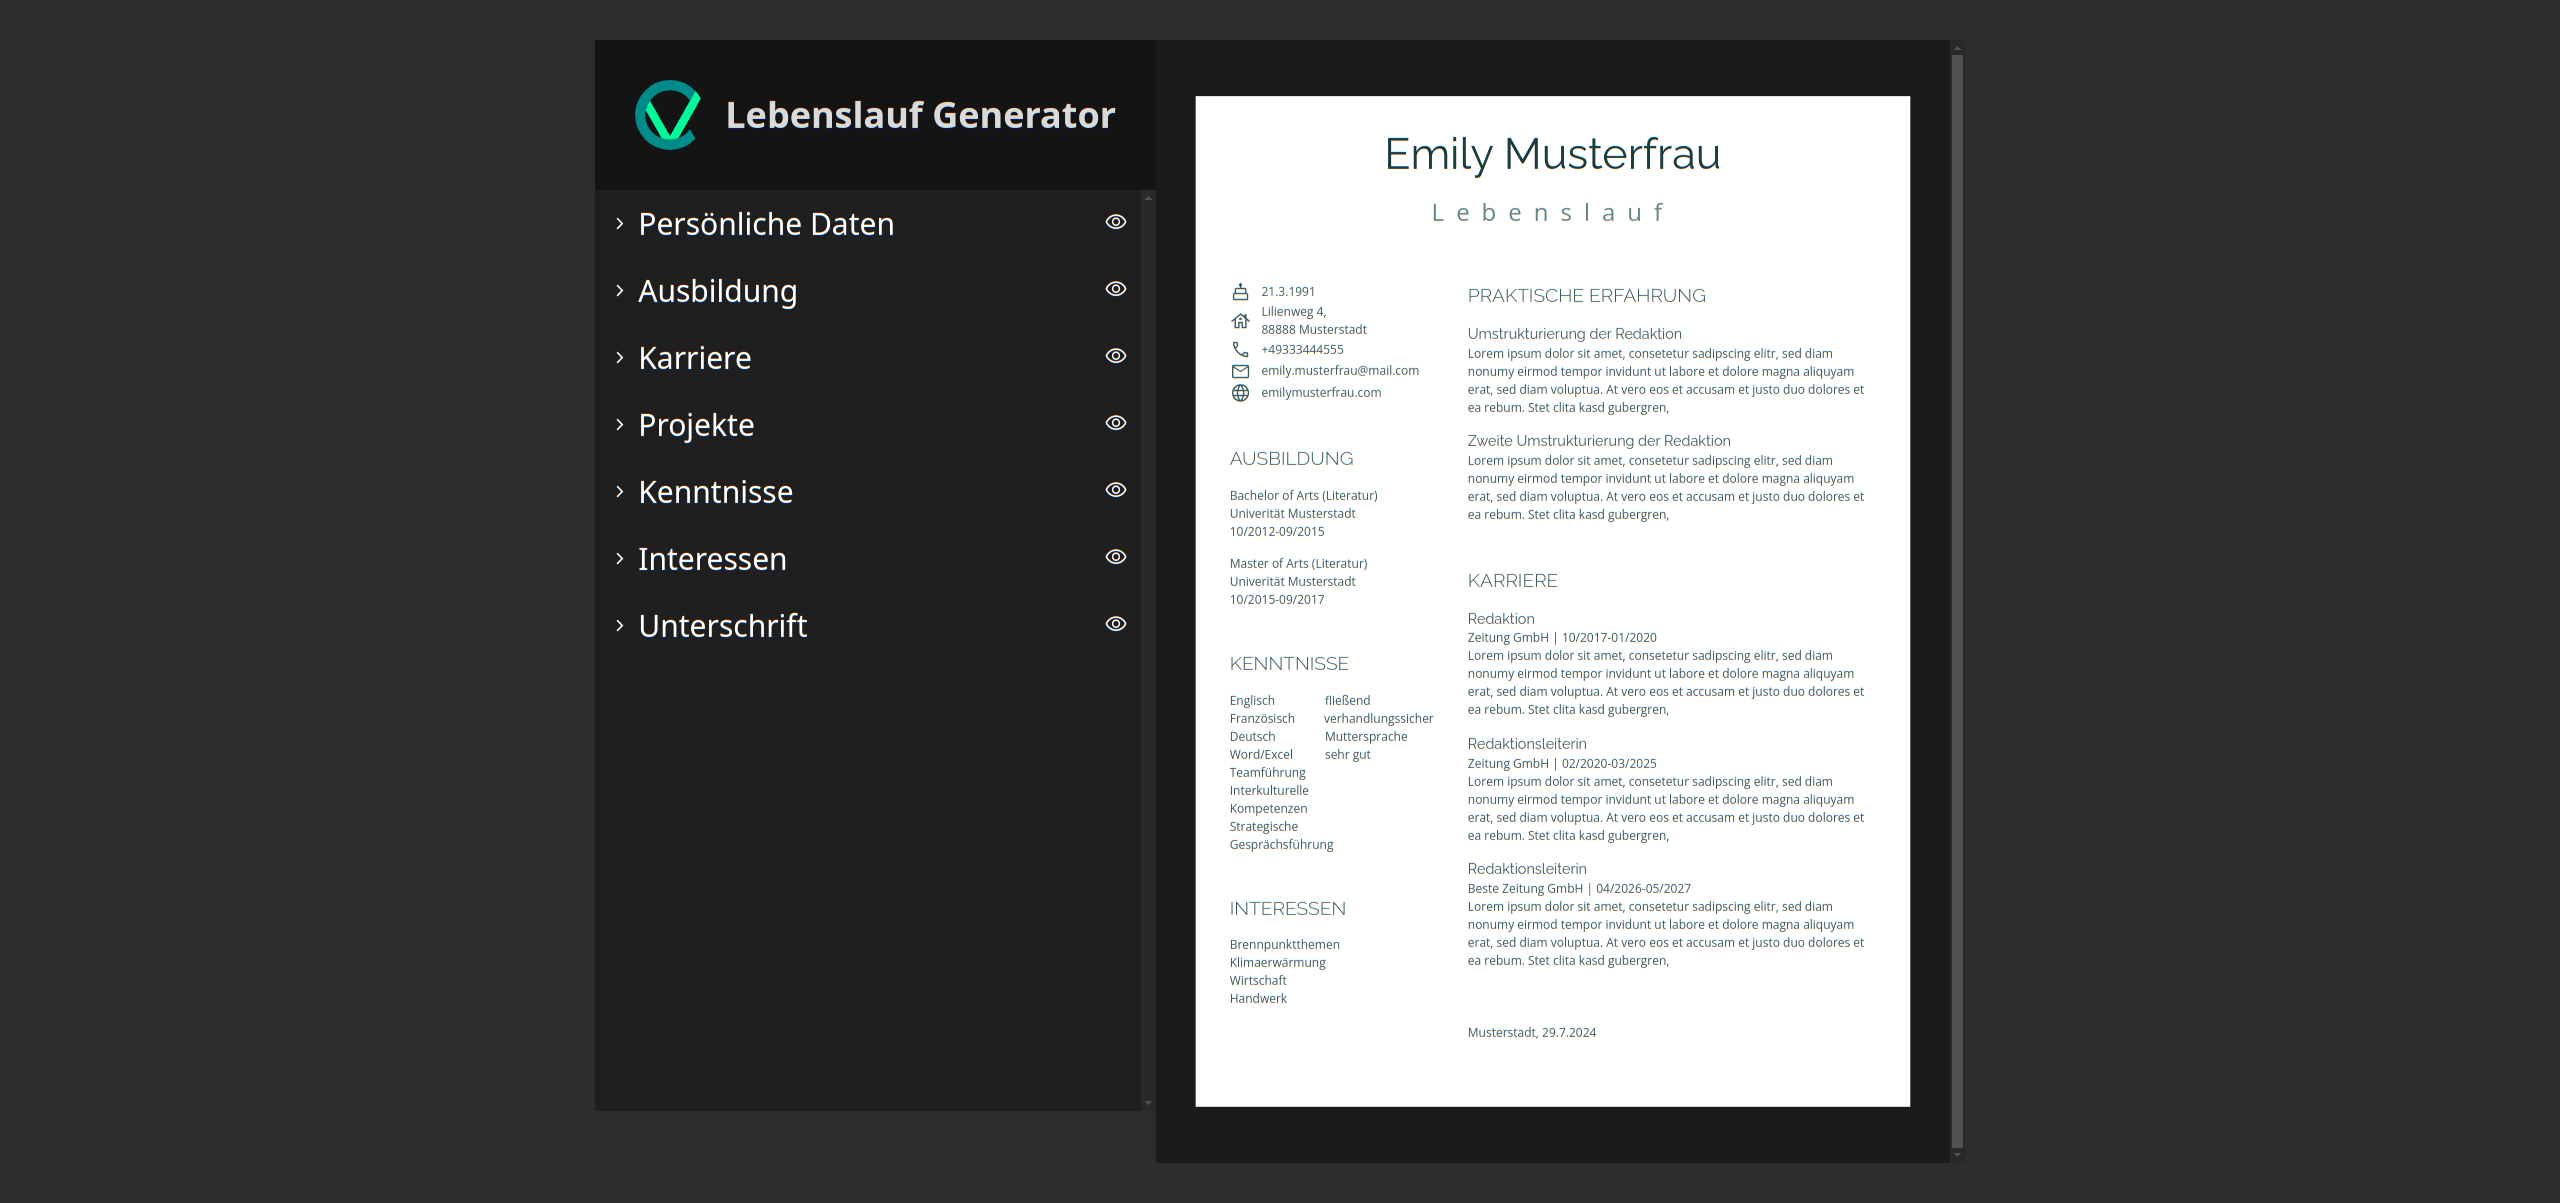 Lebenslauf Generator
Persönliche Daten
Ausbildung
Karriere
Projekte
Kenntnisse
Interessen
Unterschrift
Emily Musterfrau
Lebenslauf
21.3.1991
Lilienweg 4,
88888 Musterstadt
+49333444555
emily.musterfrau@mail.com
emilymusterfrau.com
AUSBILDUNG
Bachelor of Arts (Literatur)
Univerität Musterstadt
10/2012-09/2015
Master of Arts (Literatur)
Univerität Musterstadt
10/2015-09/2017
KENNTNISSE
Englisch fließend
Französisch verhandlungssicher
Deutsch Muttersprache
Word/Excel sehr gut
Teamführung
Interkulturelle
Kompetenzen
Strategische
Gesprächsführung
INTERESSEN
Brennpunktthemen
Klimaerwärmung
Wirtschaft
Handwerk
PRAKTISCHE ERFAHRUNG
Umstrukturierung der Redaktion
Lorem ipsum dolor sit amet, consetetur sadipscing elitr, sed diam
nonumy eirmod tempor invidunt ut labore et dolore magna aliquyam
erat, sed diam voluptua. At vero eos et accusam et justo duo dolores et
ea rebum. Stet clita kasd gubergren,
Zweite Umstrukturierung der Redaktion
Lorem ipsum dolor sit amet, consetetur sadipscing elitr, sed diam
nonumy eirmod tempor invidunt ut labore et dolore magna aliquyam
erat, sed diam voluptua. At vero eos et accusam et justo duo dolores et
ea rebum. Stet clita kasd gubergren,
KARRIERE
Redaktion
Zeitung GmbH | 10/2017-01/2020
Lorem ipsum dolor sit amet, consetetur sadipscing elitr, sed diam
nonumy eirmod tempor invidunt ut labore et dolore magna aliquyam
erat, sed diam voluptua. At vero eos et accusam et justo duo dolores et
ea rebum. Stet clita kasd gubergren,
Redaktionsleiterin
Zeitung GmbH | 02/2020-03/2025
Lorem ipsum dolor sit amet, consetetur sadipscing elitr, sed diam
nonumy eirmod tempor invidunt ut labore et dolore magna aliquyam
erat, sed diam voluptua. At vero eos et accusam et justo duo dolores et
ea rebum. Stet clita kasd gubergren,
Redaktionsleiterin
Beste Zeitung GmbH | 04/2026-05/2027
Lorem ipsum dolor sit amet, consetetur sadipscing elitr, sed diam
nonumy eirmod tempor invidunt ut labore et dolore magna aliquyam
erat, sed diam voluptua. At vero eos et accusam et justo duo dolores et
ea rebum. Stet clita kasd gubergren,
Musterstadt, 29.7.2024